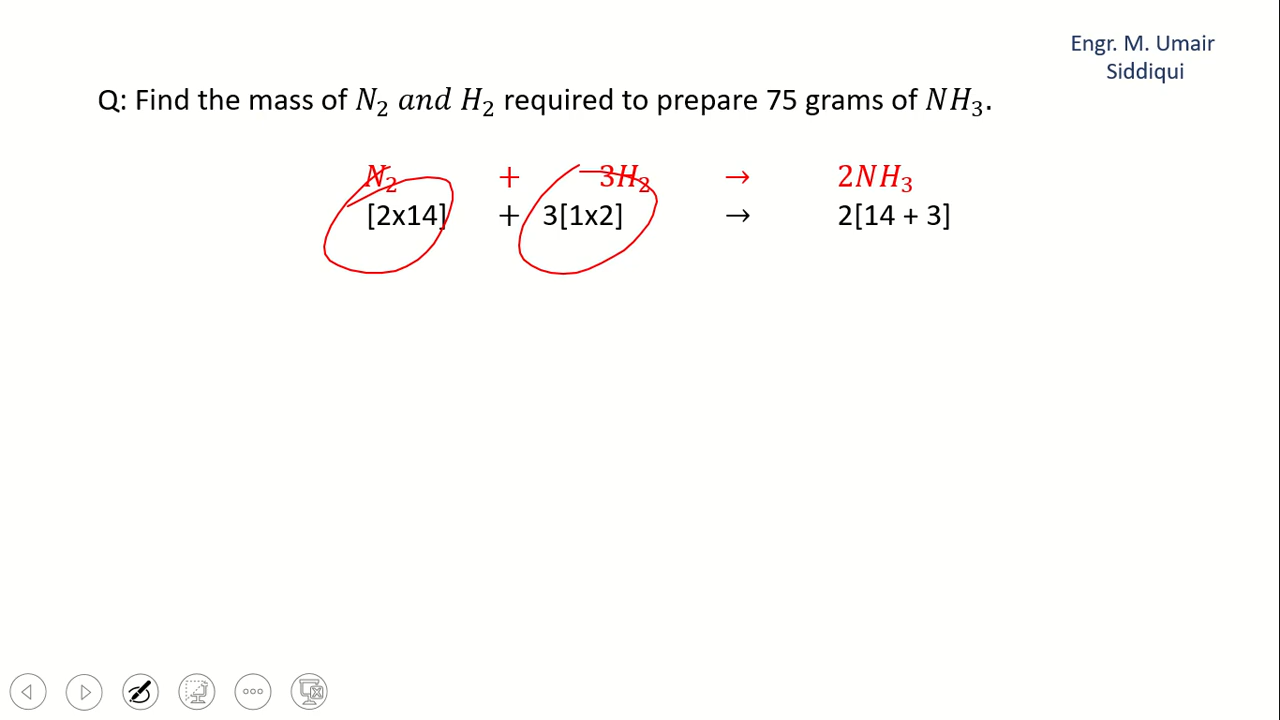 Engr. M. Umair
Siddiqui
Q: Find the mass of N₂ and H₂ required to prepare 75 grams of NH₃.
N₂ + 3H₂ → 2NH₃
[2x14] + 3[1x2] → 2[14 + 3]